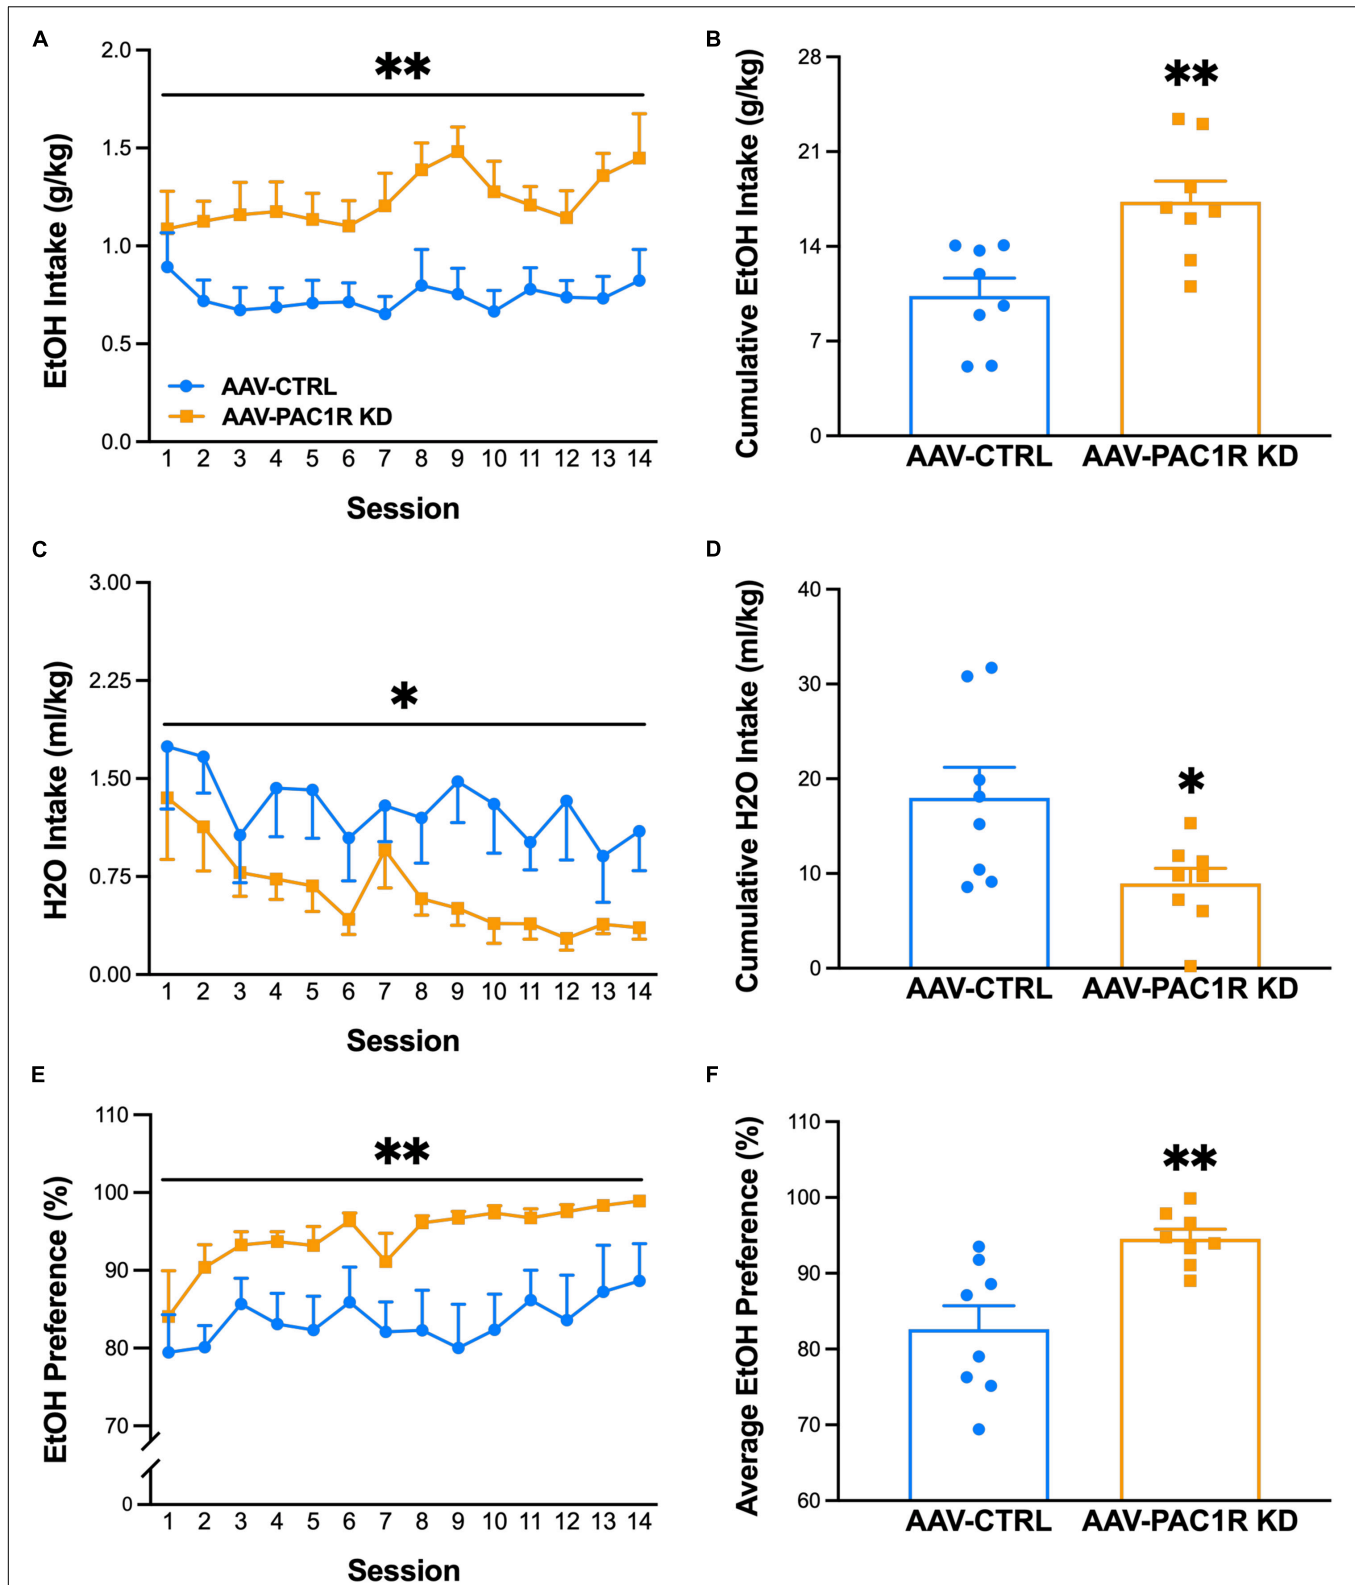 A
2.0
1.5
1.0
0.5
0.0
EtOH Intake (g/kg)
**
AAV-CTRL
AAV-PAC1R KD
1 2 3 4 5 6 7 8 9 10 11 12 13 14
Session
B
28
21
14
7
0
Cumulative EtOH Intake (g/kg)
**
AAV-CTRL AAV-PAC1R KD
C
3.00
2.25
1.50
0.75
0.00
H2O Intake (ml/kg)
*
1 2 3 4 5 6 7 8 9 10 11 12 13 14
Session
D
40
30
20
10
0
Cumulative H2O Intake (ml/kg)
*
AAV-CTRL AAV-PAC1R KD
E
110
100
90
80
70
0
EtOH Preference (%)
**
1 2 3 4 5 6 7 8 9 10 11 12 13 14
Session
F
110
100
90
80
70
60
Average EtOH Preference (%)
**
AAV-CTRL AAV-PAC1R KD